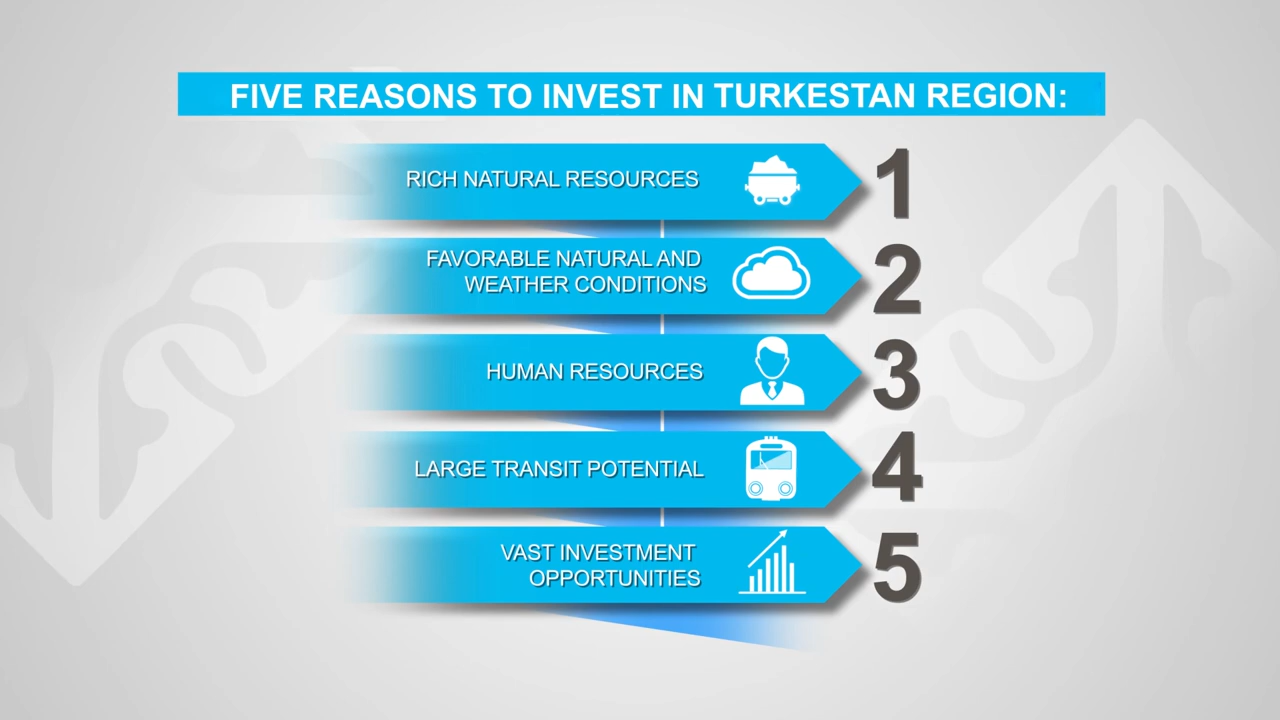 FIVE REASONS TO INVEST IN TURKESTAN REGION:
RICH NATURAL RESOURCES
1
FAVORABLE NATURAL AND
WEATHER CONDITIONS
2
HUMAN RESOURCES
3
LARGE TRANSIT POTENTIAL
4
VAST INVESTMENT
OPPORTUNITIES
5